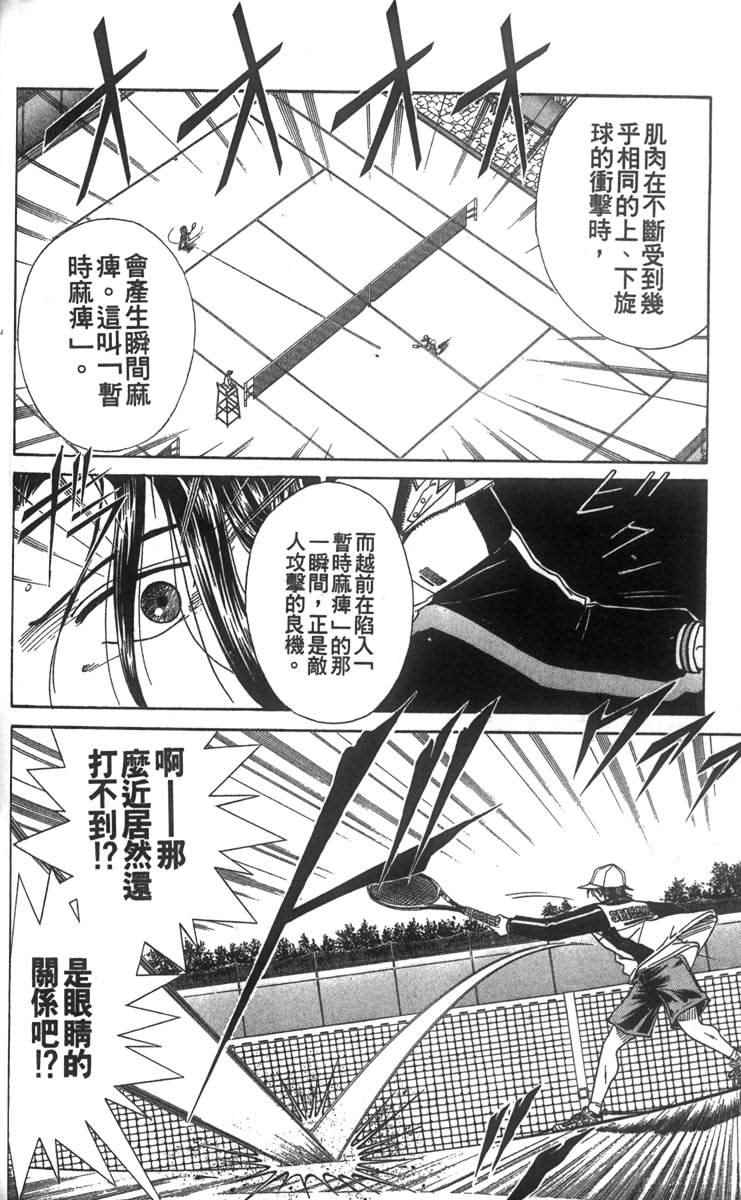 肌肉在不斷受到幾
乎相同的上、下旋
球的衝擊時，
會產生瞬間麻
痺。這叫「暫
時麻痺」。
而越前在陷入「
暫時麻痺」的那
一瞬間，正是敵
人攻擊的良機。
ビクン
啊——那
麼近居然還
打不到!?
是眼睛的
關係吧!?